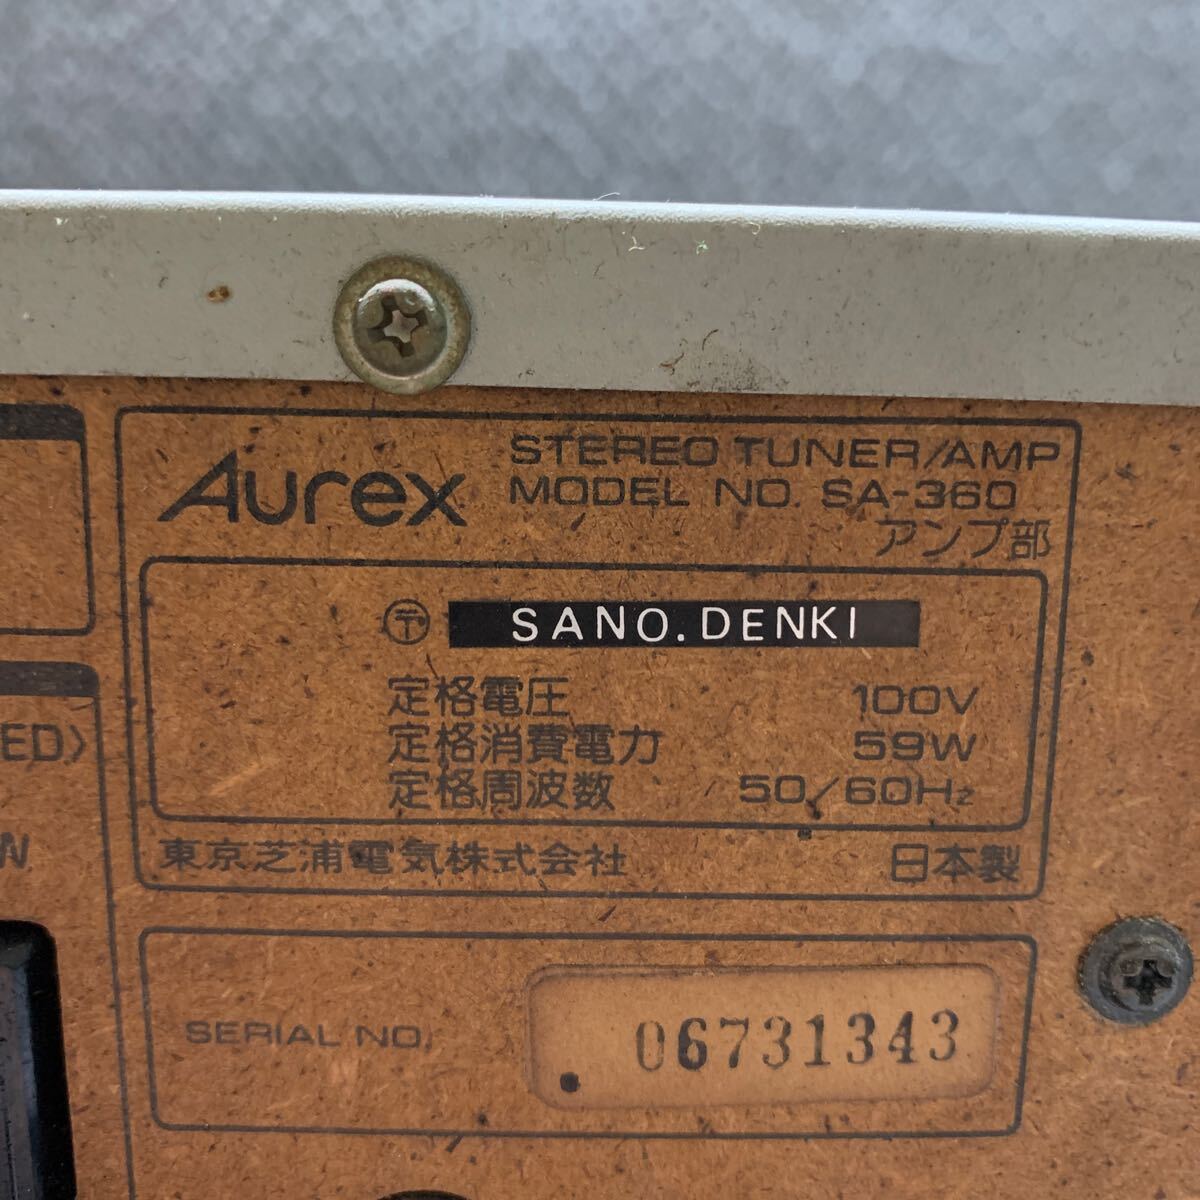 Aurex
STEREO TUNER/AMP
MODEL NO. SA-360
アンプ部
〒 SANO.DENKI
定格電圧 100V
定格消費電力 59W
定格周波数 50/60Hz
東京芝浦電気株式会社 日本製
SERIAL NO. 06731343
ED〉
W